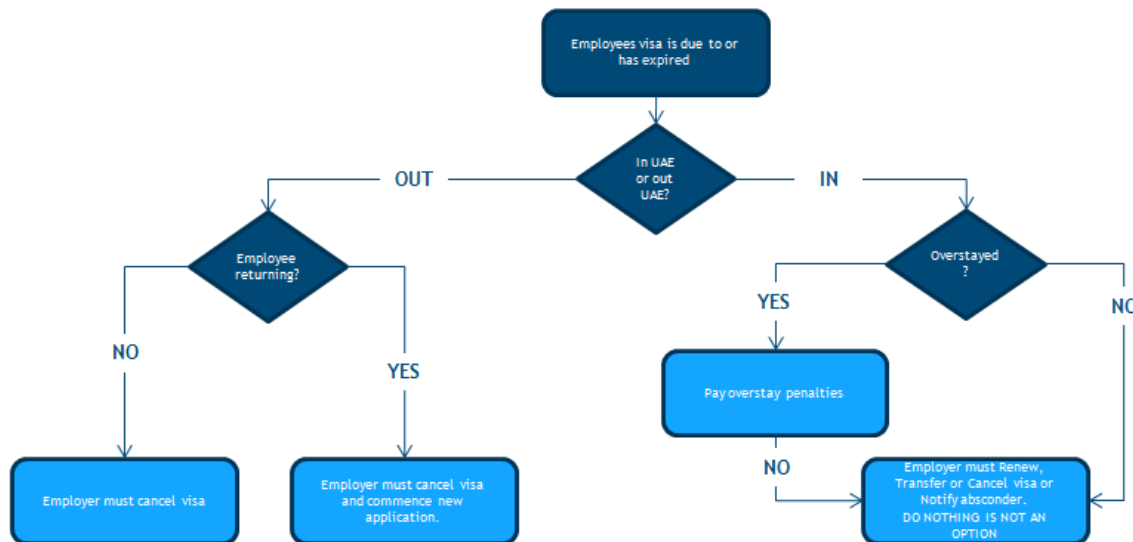 Employees visa is due to or
has expired
In UAE
or out
UAE?
OUT
IN
Employee
returning?
Overstayed
?
YES
NO
NO
YES
Pay overstay penalties
NO
Employer must cancel visa
Employer must cancel visa
and commence new
application.
Employer must Renew,
Transfer or Cancel visa or
Notify absconder.
DO NOTHING IS NOT AN
OPTION